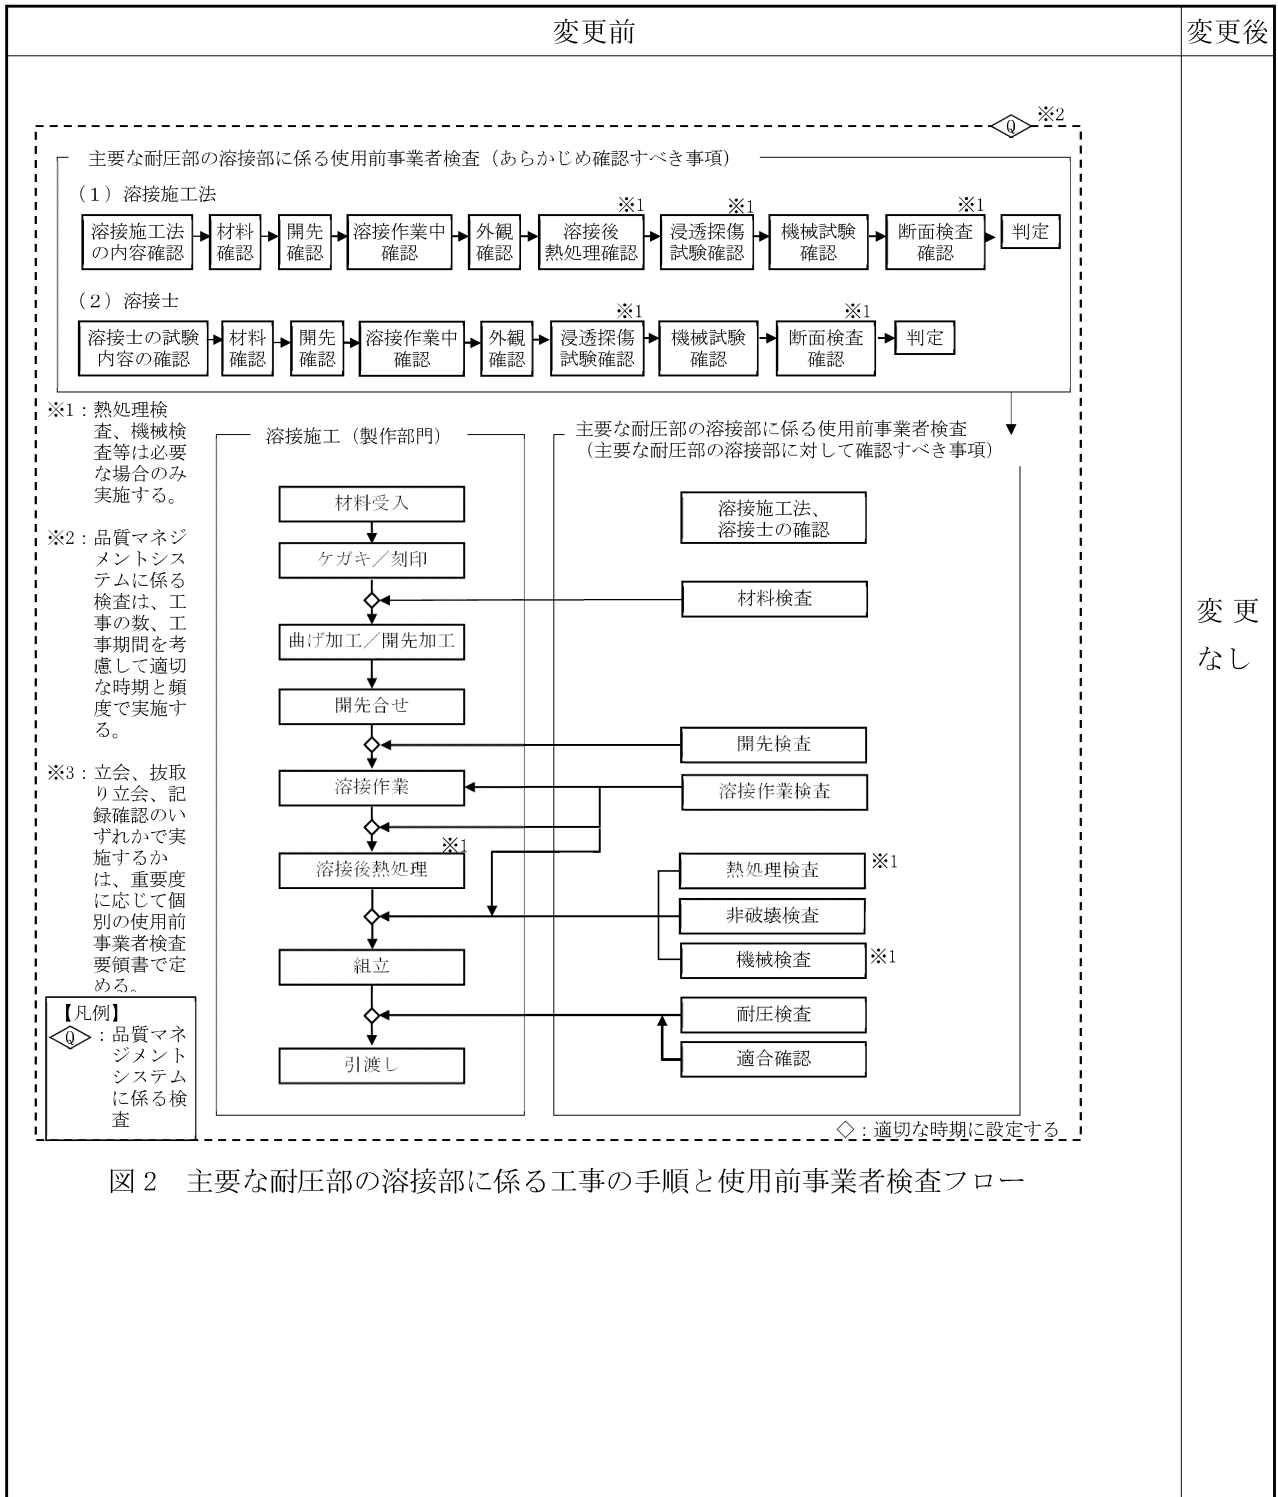 変更前
変更後
Q
※2
主要な耐圧部の溶接部に係る使用前事業者検査（あらかじめ確認すべき事項）
（１）溶接施工法
※1
※1
※1
溶接施工法
の内容確認
材料
確認
開先
確認
溶接作業中
確認
外観
確認
溶接後
熱処理確認
浸透探傷
試験確認
機械試験
確認
断面検査
確認
判定
（２）溶接士
※1
※1
溶接士の試験
内容の確認
材料
確認
開先
確認
溶接作業中
確認
外観
確認
浸透探傷
試験確認
機械試験
確認
断面検査
確認
判定
※1：熱処理検
査、機械検
査等は必要
な場合のみ
実施する。
※2：品質マネジ
メントシス
テムに係る
検査は、工
事の数、工
事期間を考
慮して適切
な時期と頻
度で実施す
る。
※3：立会、抜取
り立会、記
録確認のい
ずれかで実
施するか
は、重要度
に応じて個
別の使用前
事業者検査
要領書で定
める。
【凡例】
Q：品質マネ
ジメント
システム
に係る検
査
溶接施工（製作部門）
材料受入
ケガキ／刻印
曲げ加工／開先加工
開先合せ
溶接作業
※1
溶接後熱処理
組立
引渡し
主要な耐圧部の溶接部に係る使用前事業者検査
（主要な耐圧部の溶接部に対して確認すべき事項）
溶接施工法、
溶接士の確認
材料検査
開先検査
溶接作業検査
熱処理検査
※1
非破壊検査
機械検査
※1
耐圧検査
適合確認
◇：適切な時期に設定する
図２　主要な耐圧部の溶接部に係る工事の手順と使用前事業者検査フロー
変更
なし